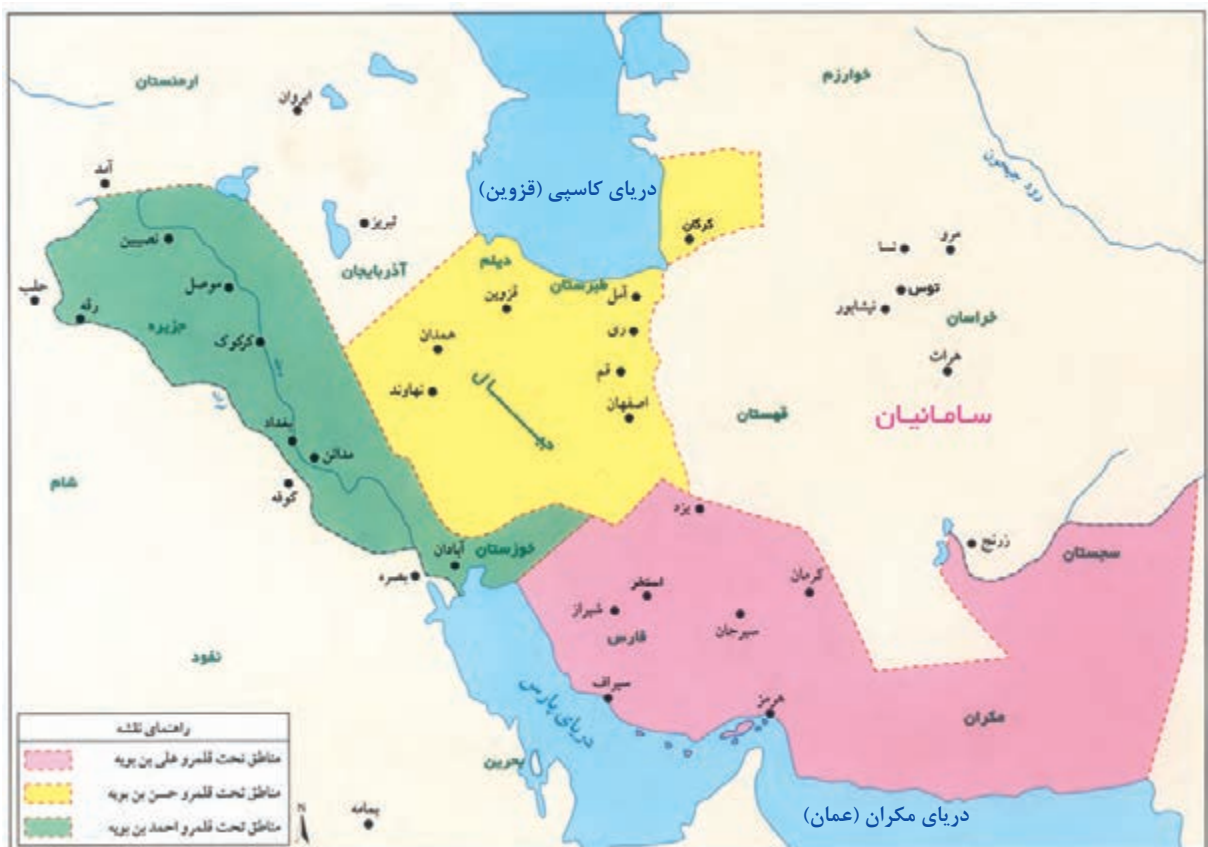 ارمنستان
ایروان
خوارزم
رود جیحون
دریای کاسپی (قزوین)
آمد
نصیبین
تبریز
آذربایجان
دیلم
گرگان
نسا
مرو
حلب
رقه
موصل
جزیره
کرکوک
قزوین
طبرستان
آمل
توس
نیشابور
خراسان
همدان
ری
نهاوند
قم
هرات
جبال
اصفهان
قهستان
سامانیان
بغداد
مدائن
کوفه
شام
یزد
زرنج
سجستان
خوزستان
آبادان
بصره
استخر
شیراز
فارس
کرمان
سیرجان
نفود
سیراف
هرمز
مکران
دریای پارس
بحرین
یمامه
دریای مکران (عمان)
راهنمای نقشه
مناطق تحت قلمرو علی بن بویه
مناطق تحت قلمرو حسن بن بویه
مناطق تحت قلمرو احمد بن بویه
N